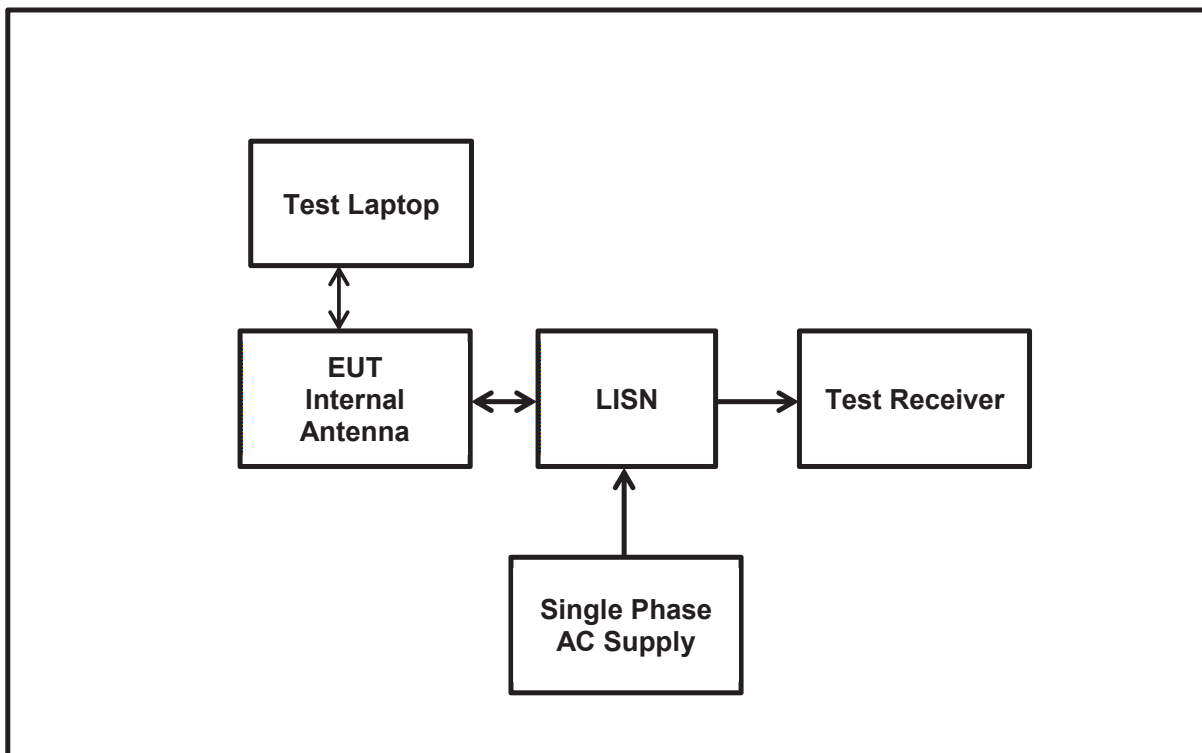 Test Laptop
EUT
Internal
Antenna
LISN
Test Receiver
Single Phase
AC Supply